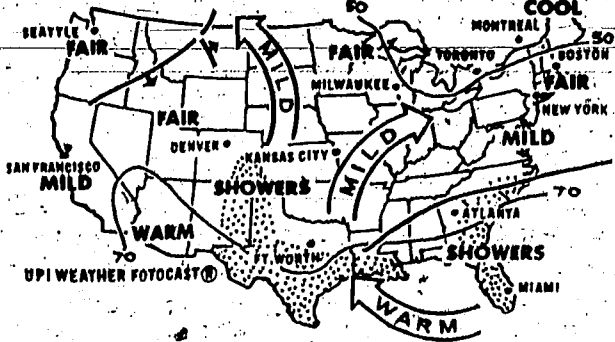 50
COOL
MONTREAL
SEATTLE
FAIR
MILD
FAIR
TORONTO
50
BOSTON
FAIR
MILWAUKEE
NEW YORK
FAIR
DENVER
KANSAS CITY
MILD
MILD
SAN FRANCISCO
MILD
SHOWERS
70
ATLANTA
WARM
FT. WORTH
SHOWERS
70
UPI WEATHER FOTOCAST®
MIAMI
WARM